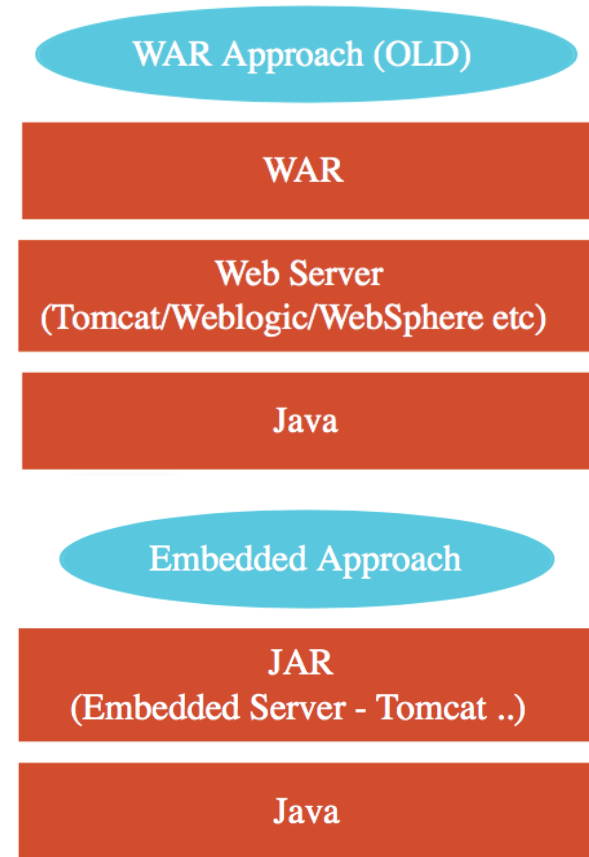 WAR Approach (OLD)
WAR
Web Server
(Tomcat/Weblogic/WebSphere etc)
Java
Embedded Approach
JAR
(Embedded Server - Tomcat ..)
Java